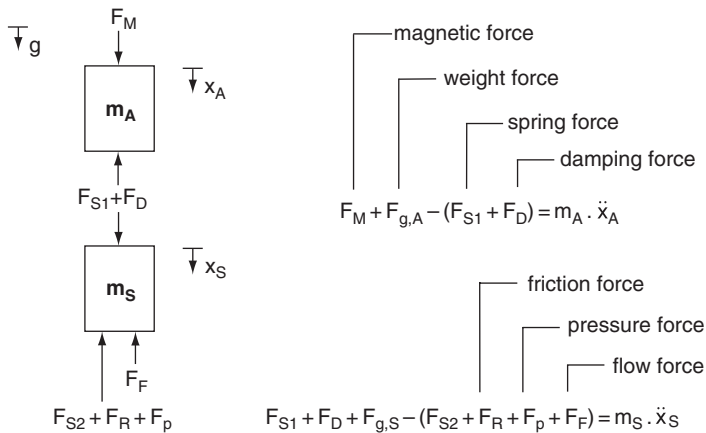 F_M
g
x_A
m_A
F_S1+F_D
x_S
m_S
F_F
F_S2+F_R+F_p
magnetic force
weight force
spring force
damping force
F_M+F_g,A–(F_S1+F_D)=m_A.ẍ_A
friction force
pressure force
flow force
F_S1+F_D+F_g,S–(F_S2+F_R+F_p+F_F)=m_S.ẍ_S